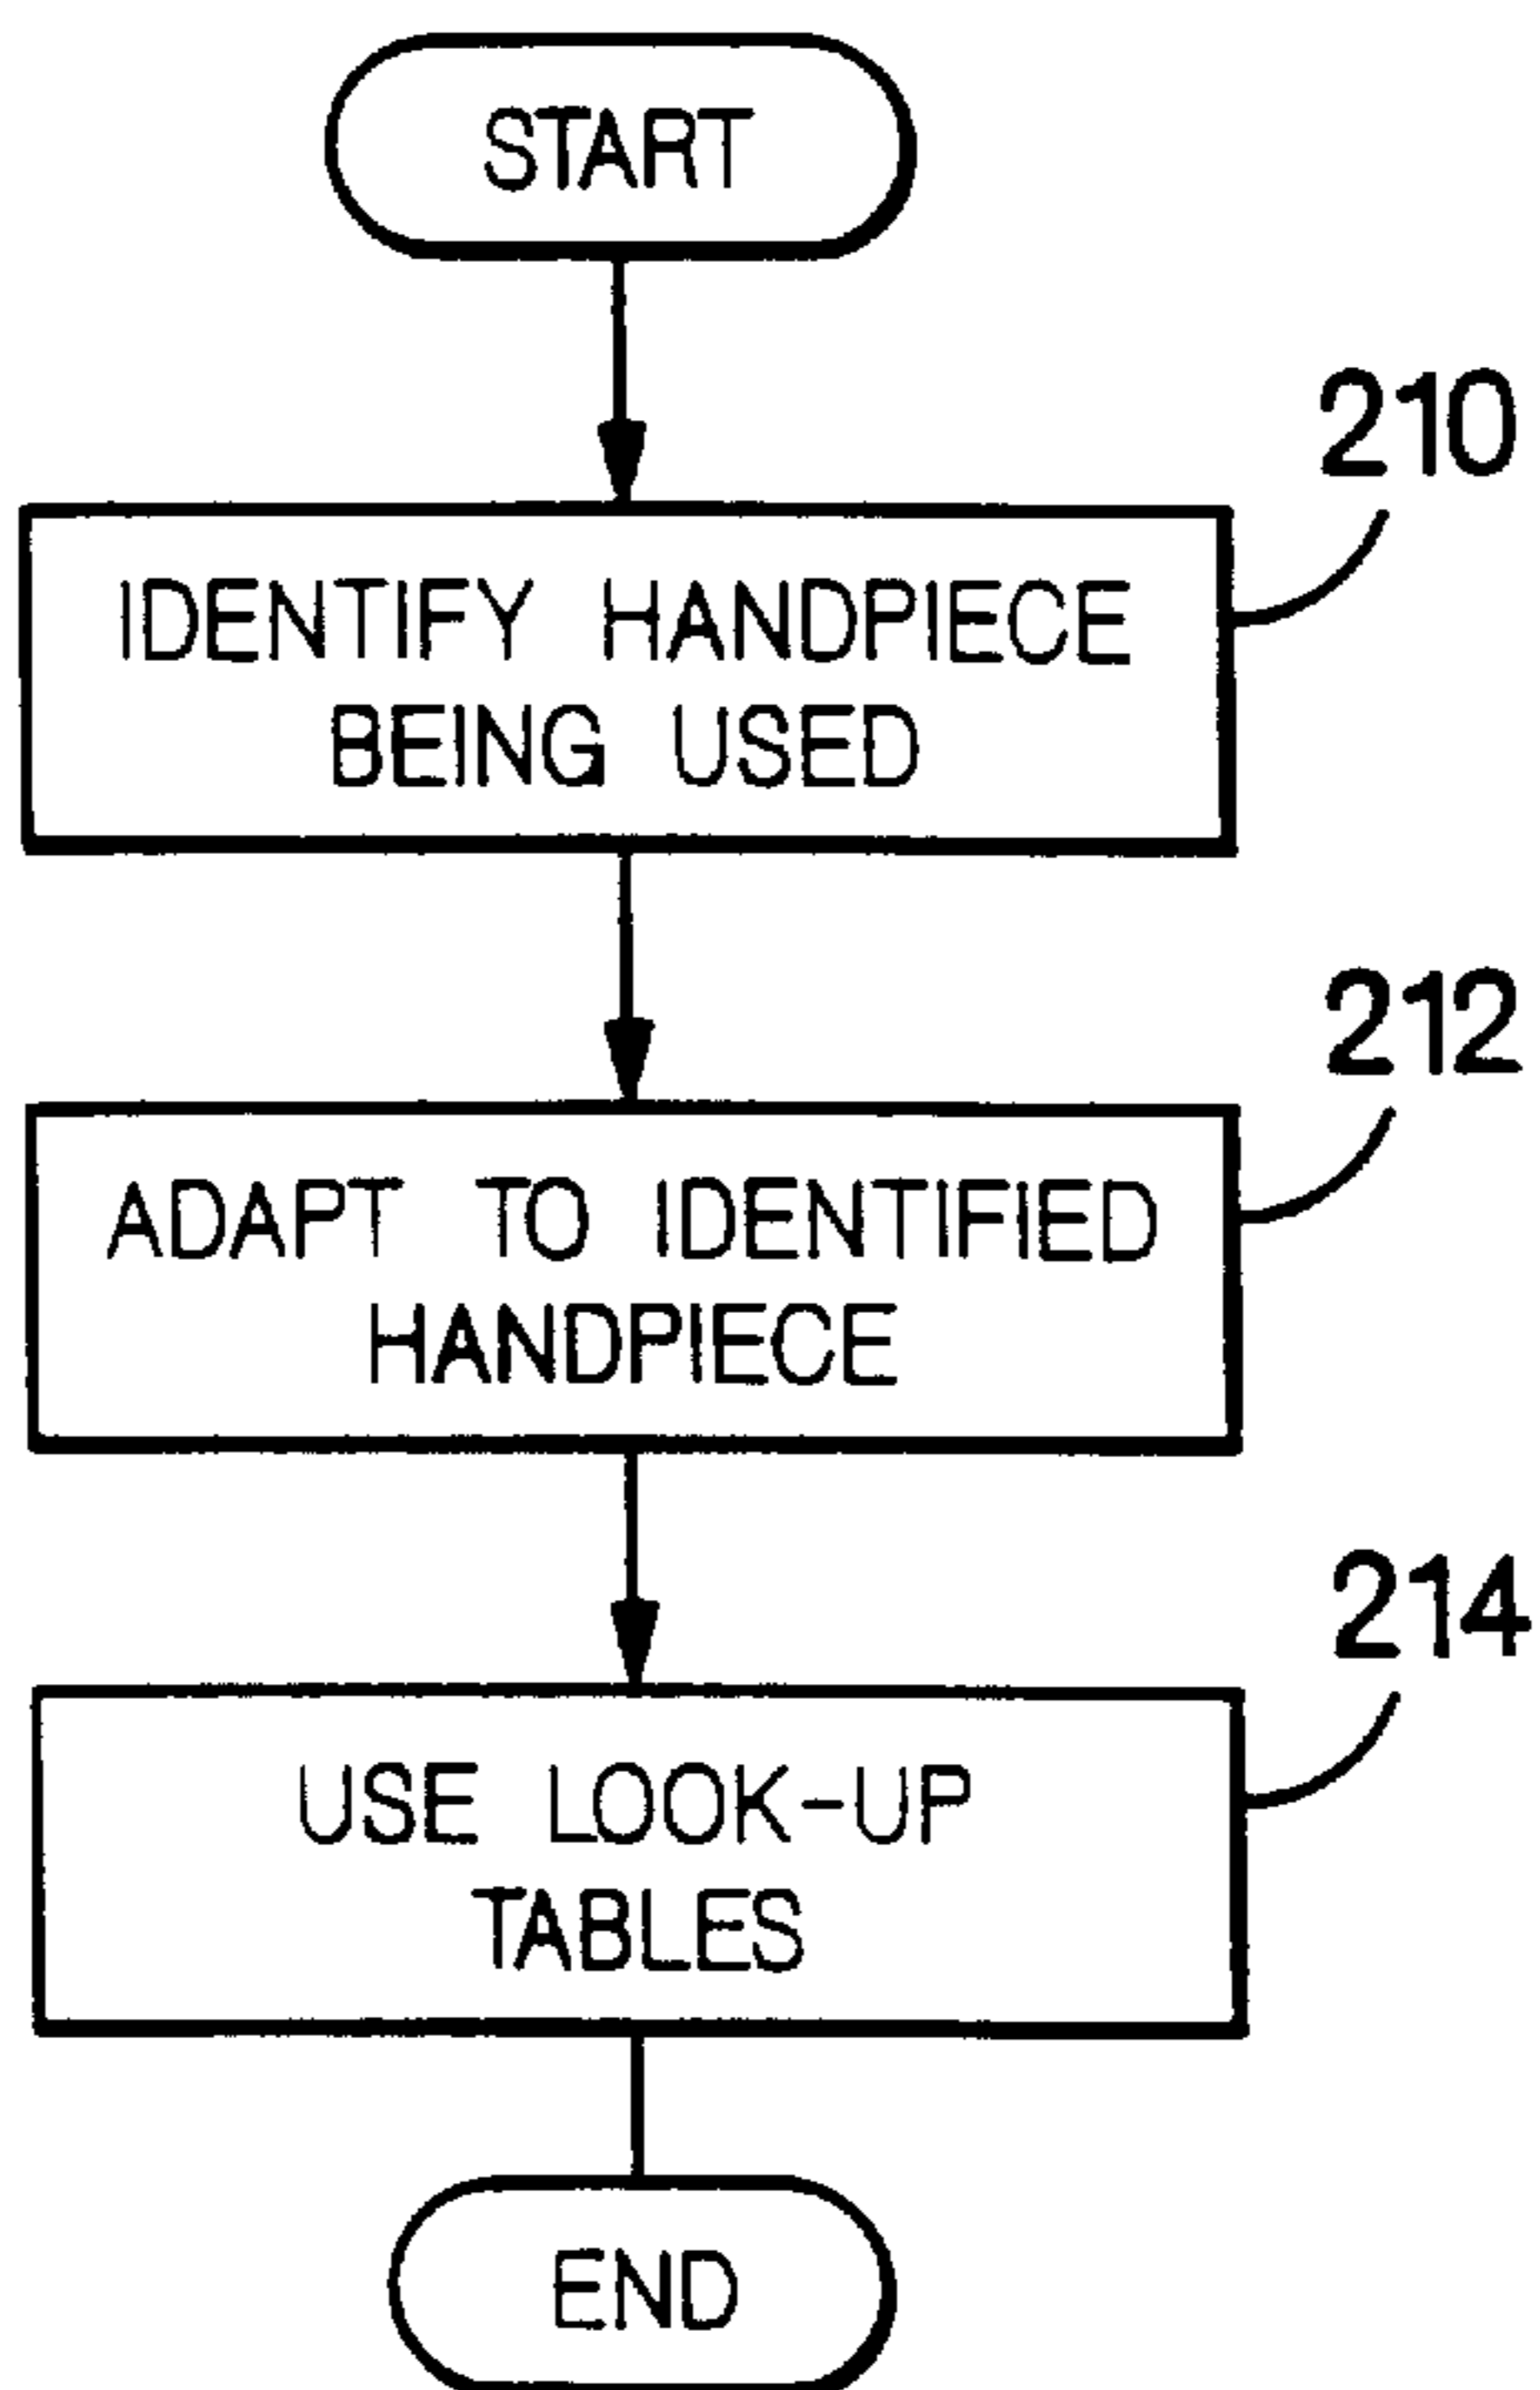 START
210
IDENTIFY HANDPIECE
BEING USED
212
ADAPT TO IDENTIFIED
HANDPIECE
214
USE LOOK-UP
TABLES
END